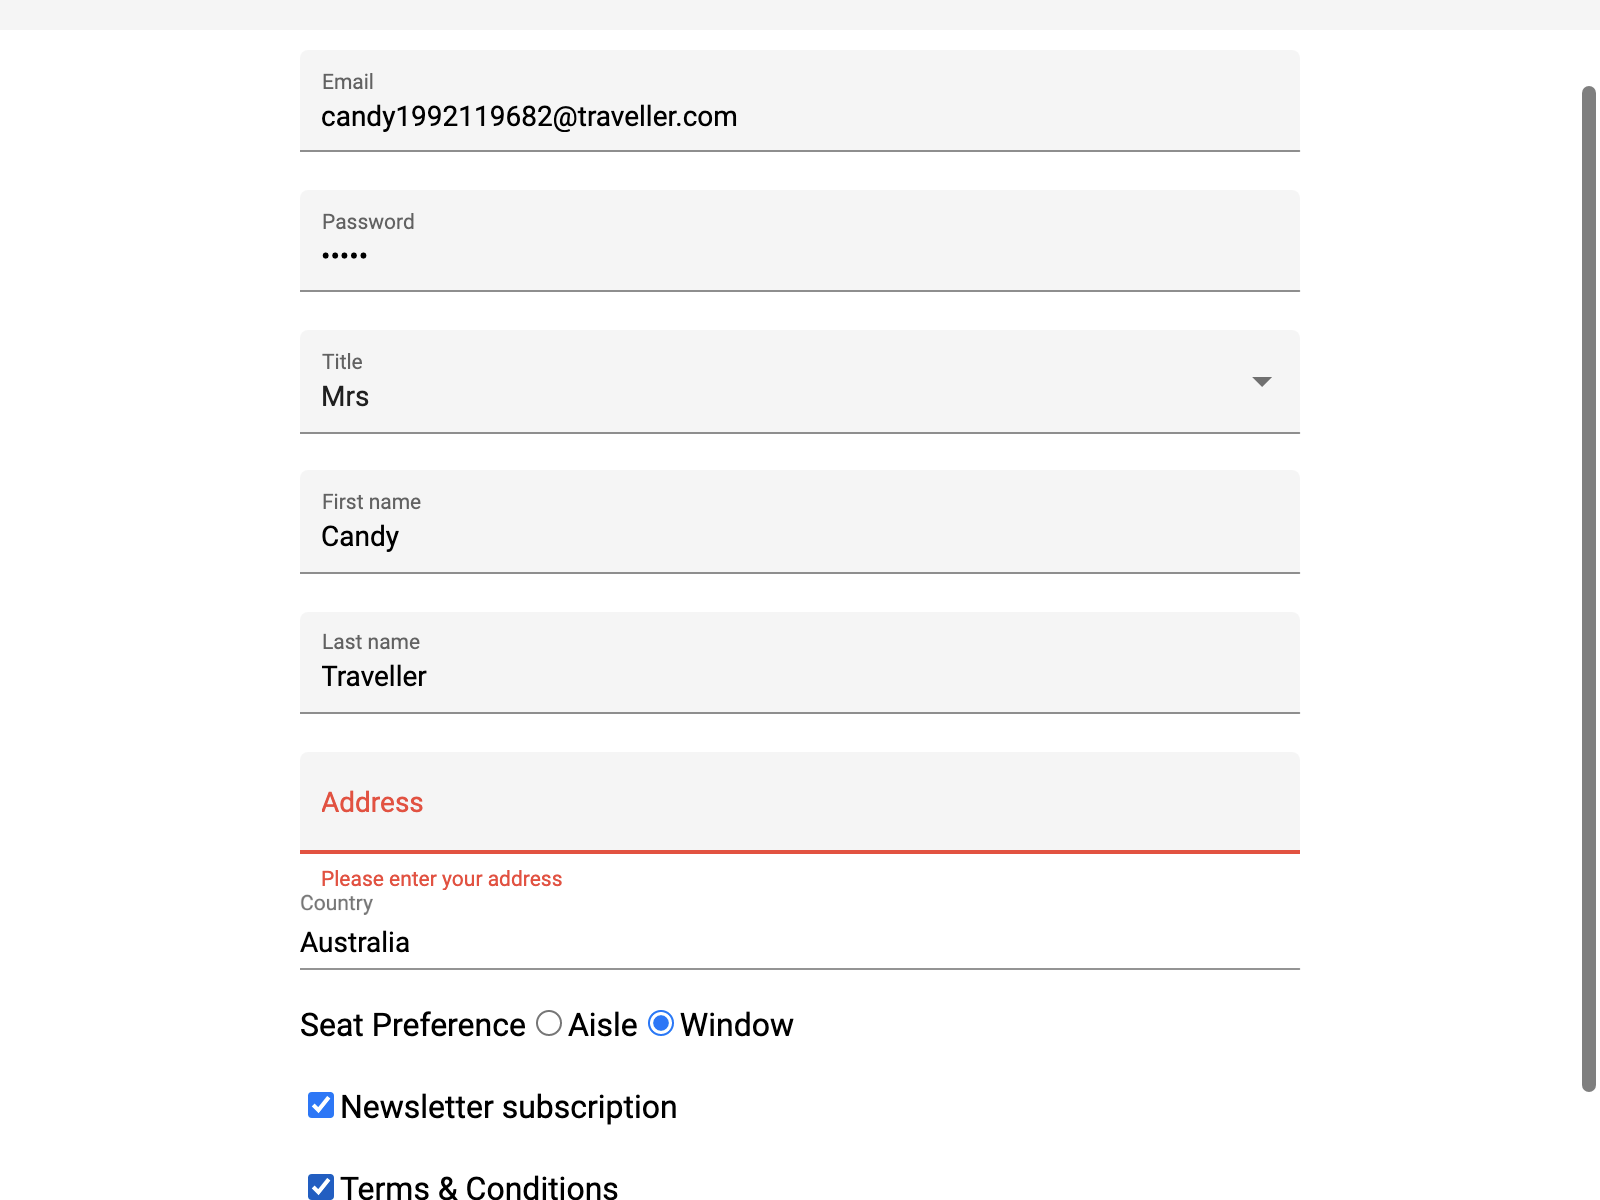 Email
candy1992119682@traveller.com
Password
•••••
Title
Mrs
First name
Candy
Last name
Traveller
Address
Please enter your address
Country
Australia
Seat Preference Aisle Window
Newsletter subscription
Terms & Conditions